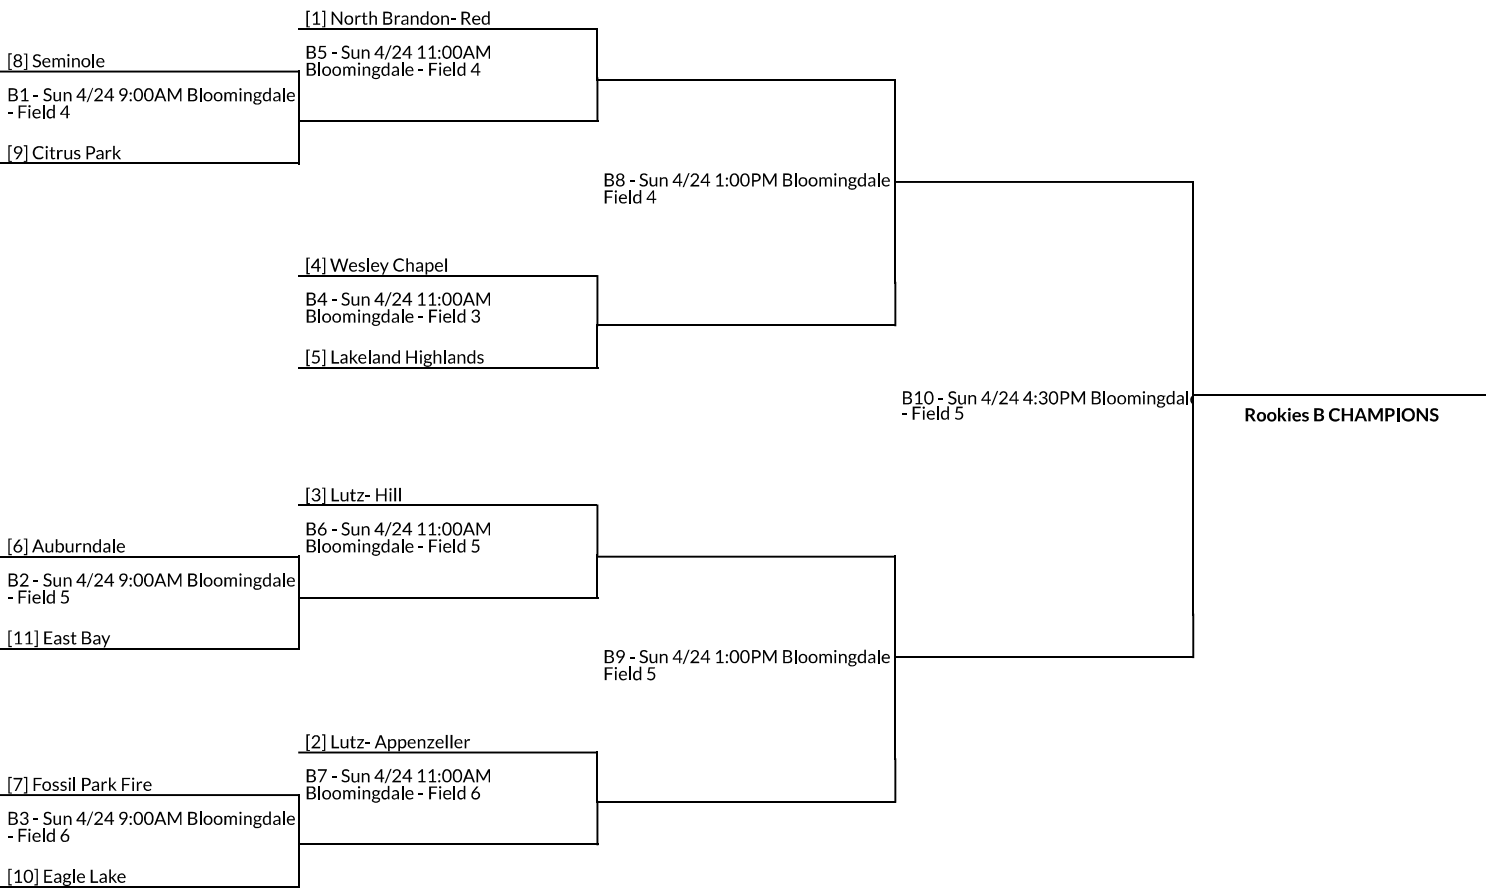 [1] North Brandon- Red
B5 - Sun 4/24 11:00AM
Bloomingdale - Field 4
[8] Seminole
B1 - Sun 4/24 9:00AM Bloomingdale
- Field 4
[9] Citrus Park
B8 - Sun 4/24 1:00PM Bloomingdale
Field 4
[4] Wesley Chapel
B4 - Sun 4/24 11:00AM
Bloomingdale - Field 3
[5] Lakeland Highlands
B10 - Sun 4/24 4:30PM Bloomingdale
- Field 5
Rookies B CHAMPIONS
[3] Lutz- Hill
B6 - Sun 4/24 11:00AM
Bloomingdale - Field 5
[6] Auburndale
B2 - Sun 4/24 9:00AM Bloomingdale
- Field 5
[11] East Bay
B9 - Sun 4/24 1:00PM Bloomingdale
Field 5
[2] Lutz- Appenzeller
B7 - Sun 4/24 11:00AM
Bloomingdale - Field 6
[7] Fossil Park Fire
B3 - Sun 4/24 9:00AM Bloomingdale
- Field 6
[10] Eagle Lake